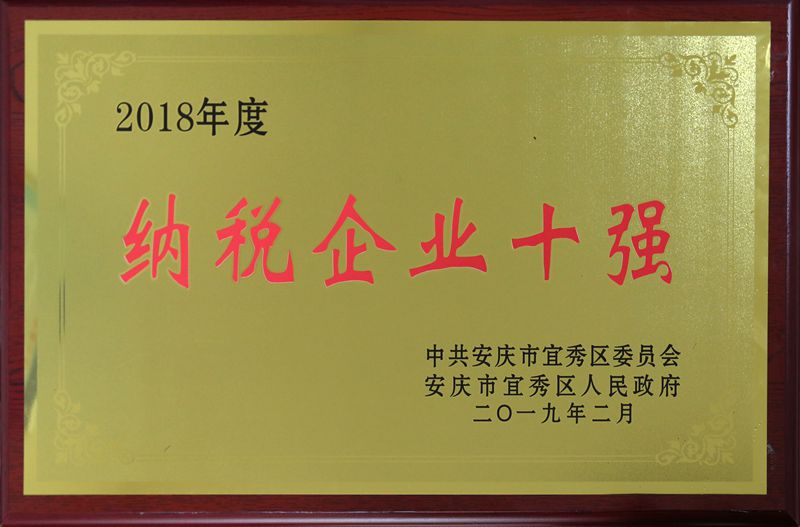 2018年度
纳税企业十强
中共安庆市宜秀区委员会
安庆市宜秀区人民政府
二〇一九年二月